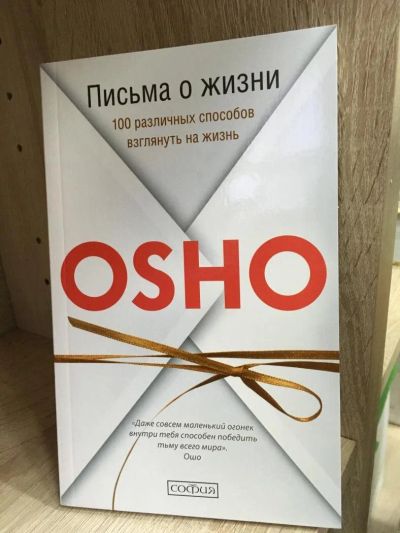 Письма о жизни
100 различных способов
взглянуть на жизнь
OSHO
«Даже совсем маленький огонек
внутри тебя способен победить
тьму всего мира».
Ошо
СОФИЯ